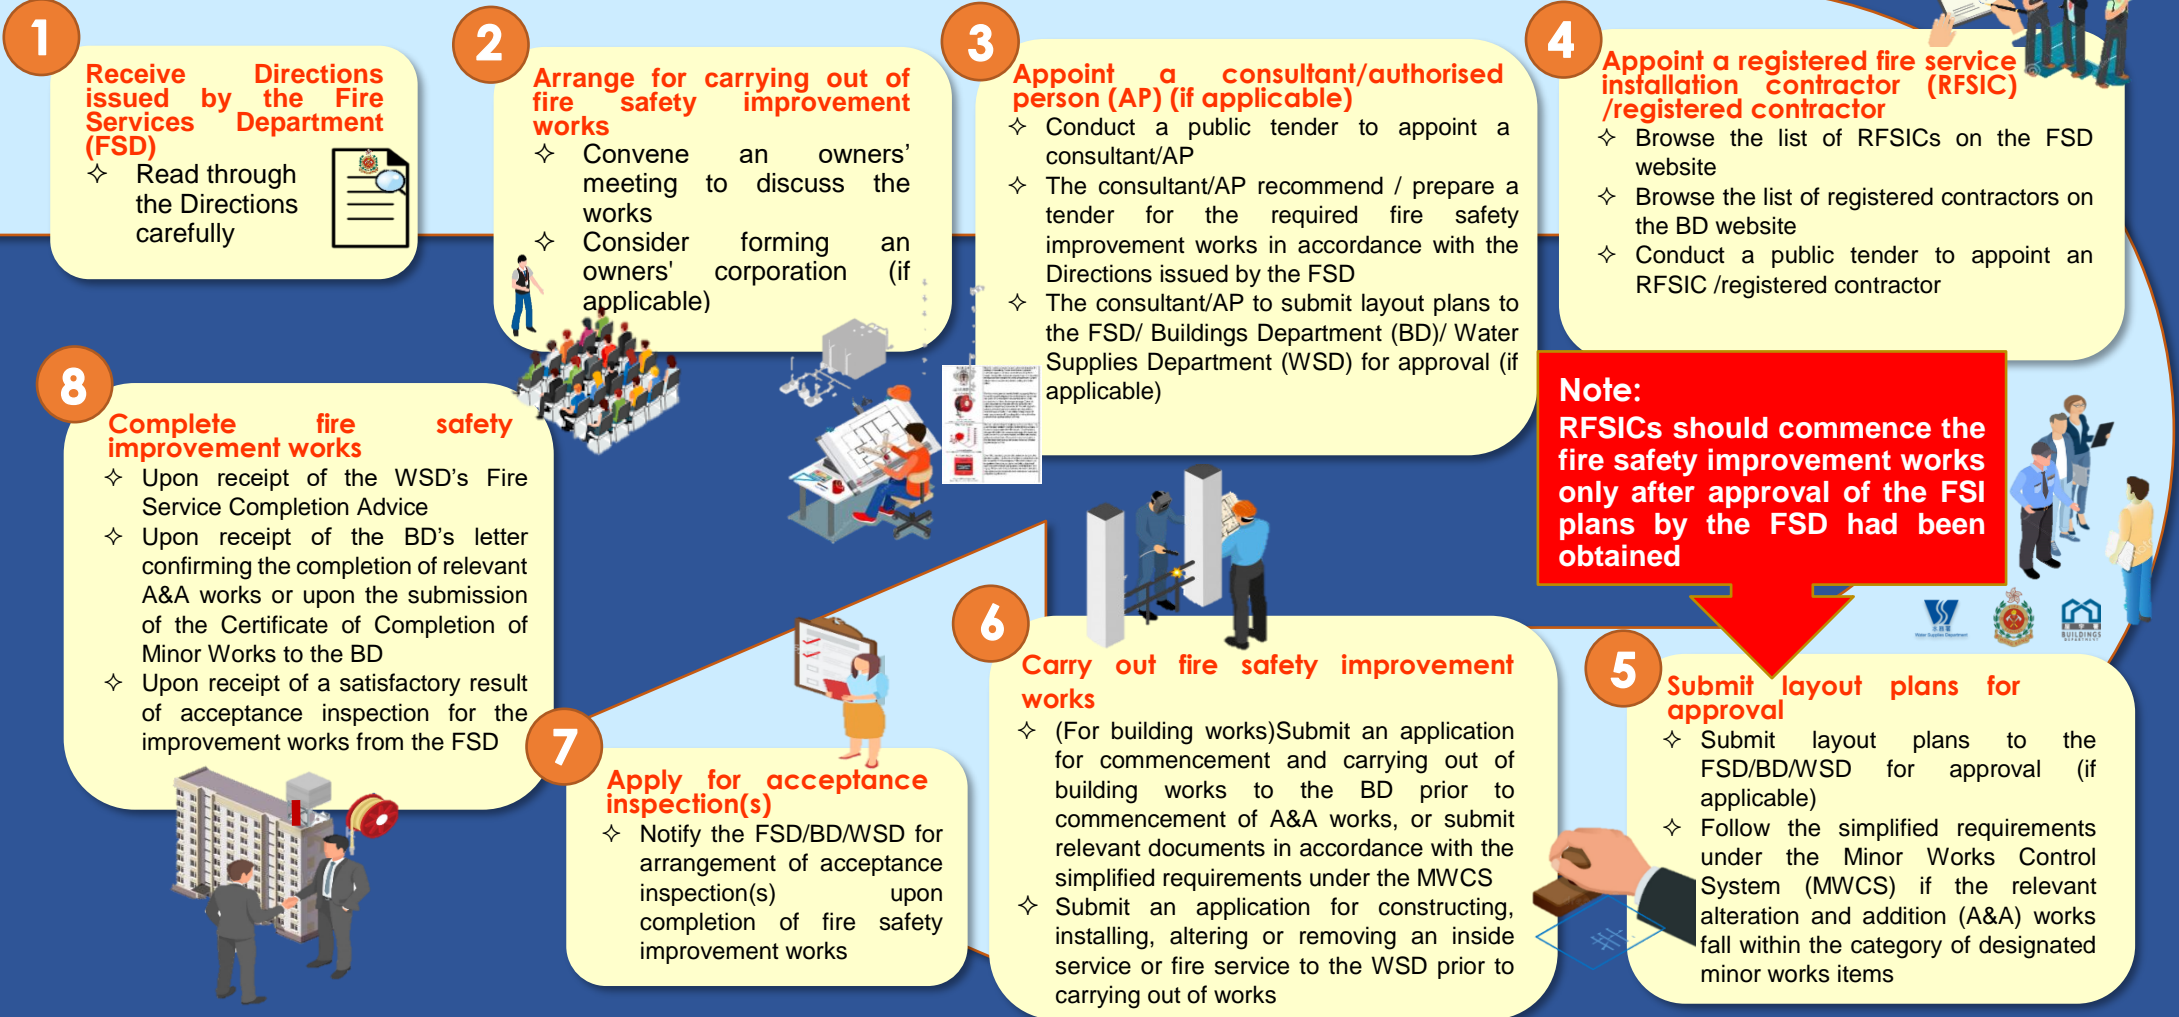 1
Receive Directions
issued by the Fire
Services Department
(FSD)
✧ Read through
the Directions
carefully
2
Arrange for carrying out of
fire safety improvement
works
✧ Convene an owners'
meeting to discuss the
works
✧ Consider forming an
owners' corporation (if
applicable)
3
Appoint a consultant/authorised
person (AP) (if applicable)
✧ Conduct a public tender to appoint a
consultant/AP
✧ The consultant/AP recommend / prepare a
tender for the required fire safety
improvement works in accordance with the
Directions issued by the FSD
✧ The consultant/AP to submit layout plans to
the FSD/ Buildings Department (BD)/ Water
Supplies Department (WSD) for approval (if
applicable)
4
Appoint a registered fire service
installation contractor (RFSIC)
/registered contractor
✧ Browse the list of RFSICs on the FSD
website
✧ Browse the list of registered contractors on
the BD website
✧ Conduct a public tender to appoint an
RFSIC /registered contractor
Note:
RFSICs should commence the
fire safety improvement works
only after approval of the FSI
plans by the FSD had been
obtained
水務署
Water Supplies Department
屋宇署
BUILDINGS
DEPARTMENT
5
Submit layout plans for
approval
✧ Submit layout plans to the
FSD/BD/WSD for approval (if
applicable)
✧ Follow the simplified requirements
under the Minor Works Control
System (MWCS) if the relevant
alteration and addition (A&A) works
fall within the category of designated
minor works items
6
Carry out fire safety improvement
works
✧ (For building works)Submit an application
for commencement and carrying out of
building works to the BD prior to
commencement of A&A works, or submit
relevant documents in accordance with the
simplified requirements under the MWCS
✧ Submit an application for constructing,
installing, altering or removing an inside
service or fire service to the WSD prior to
carrying out of works
7
Apply for acceptance
inspection(s)
✧ Notify the FSD/BD/WSD for
arrangement of acceptance
inspection(s) upon
completion of fire safety
improvement works
8
Complete fire safety
improvement works
✧ Upon receipt of the WSD's Fire
Service Completion Advice
✧ Upon receipt of the BD's letter
confirming the completion of relevant
A&A works or upon the submission
of the Certificate of Completion of
Minor Works to the BD
✧ Upon receipt of a satisfactory result
of acceptance inspection for the
improvement works from the FSD